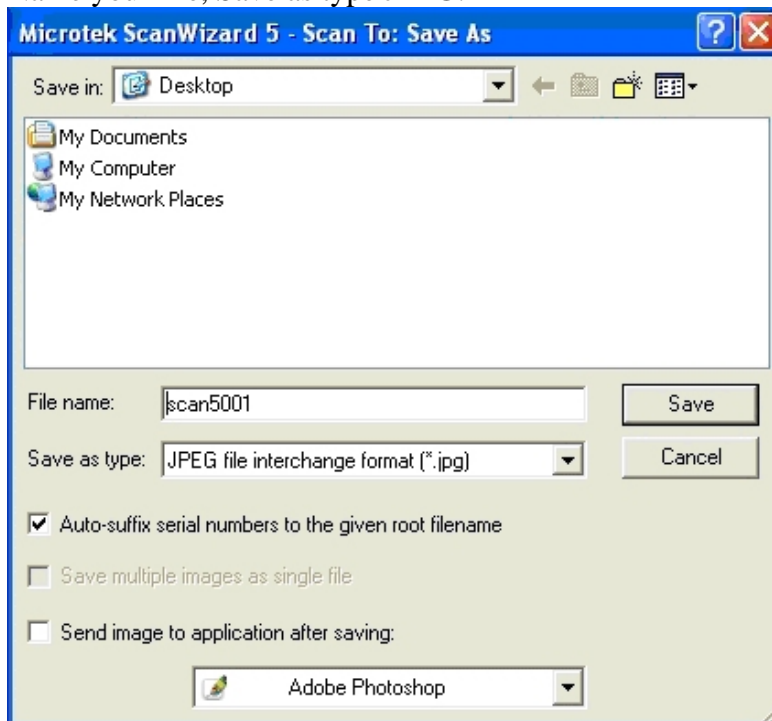 Microtek ScanWizard 5 - Scan To: Save As
Save in: Desktop
My Documents
My Computer
My Network Places
File name: scan5001 Save
Save as type: JPEG file interchange format (*.jpg) Cancel
Auto-suffix serial numbers to the given root filename
Save multiple images as single file
Send image to application after saving:
Adobe Photoshop